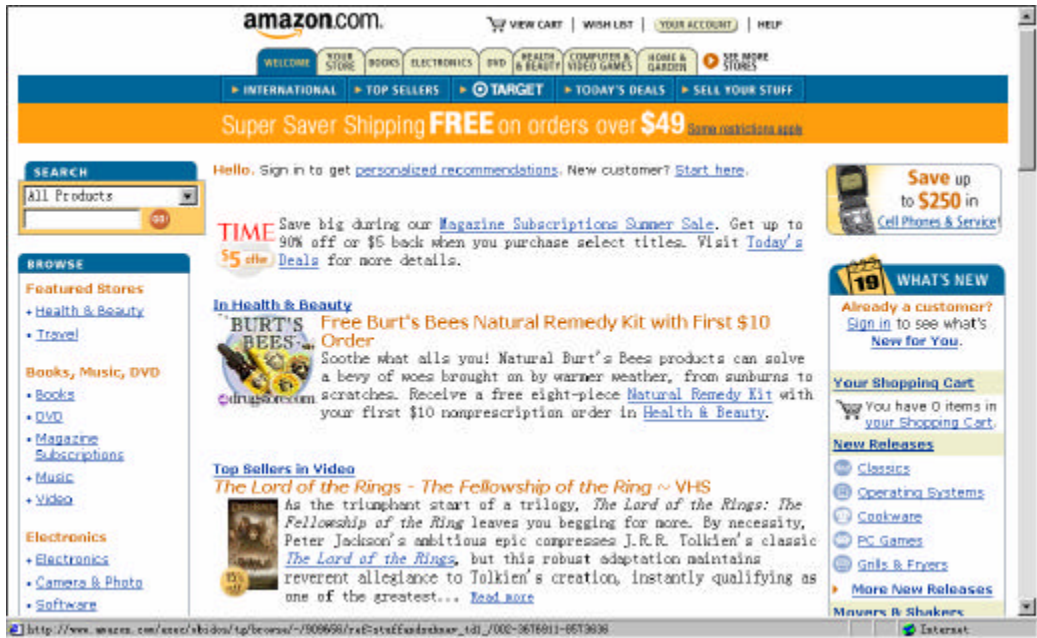 amazon.com.
VIEW CART | WISH LIST | YOUR ACCOUNT | HELP
WELCOME
YOUR STORE
BOOKS
ELECTRONICS
DVD
HEALTH & BEAUTY
COMPUTER & VIDEO GAMES
HOME & GARDEN
SEE MORE STORES
INTERNATIONAL
TOP SELLERS
TARGET
TODAY'S DEALS
SELL YOUR STUFF
Super Saver Shipping FREE on orders over $49 Some restrictions apply
SEARCH
All Products
GO!
BROWSE
Featured Stores
Health & Beauty
Travel
Books, Music, DVD
Books
DVD
Magazine
Subscriptions
Music
Video
Electronics
Electronics
Camera & Photo
Software
Hello. Sign in to get personalized recommendations. New customer? Start here.
TIME
$5 offer
Save big during our Magazine Subscriptions Summer Sale. Get up to
90% off or $5 back when you purchase select titles. Visit Today's
Deals for more details.
In Health & Beauty
BURT'S
BEES
drugstore.com
Free Burt's Bees Natural Remedy Kit with First $10
Order
Soothe what ails you! Natural Burt's Bees products can solve
a bevy of woes brought on by warmer weather, from sunburns to
scratches. Receive a free eight-piece Natural Remedy Kit with
your first $10 nonprescription order in Health & Beauty.
Top Sellers in Video
The Lord of the Rings - The Fellowship of the Ring ~ VHS
15% off
As the triumphant start of a trilogy, The Lord of the Rings: The
Fellowship of the Ring leaves you begging for more. By necessity,
Peter Jackson's ambitious epic compresses J.R.R. Tolkien's classic
The Lord of the Rings, but this robust adaptation maintains
reverent allegiance to Tolkien's creation, instantly qualifying as
one of the greatest... Read more
Save up
to $250 in
Cell Phones & Service!
19
WHAT'S NEW
Already a customer?
Sign in to see what's
New for You.
Your Shopping Cart
You have 0 items in
your Shopping Cart.
New Releases
Classics
Operating Systems
Cookware
PC Games
Grills & Fryers
More New Releases
Movers & Shakers
Internet